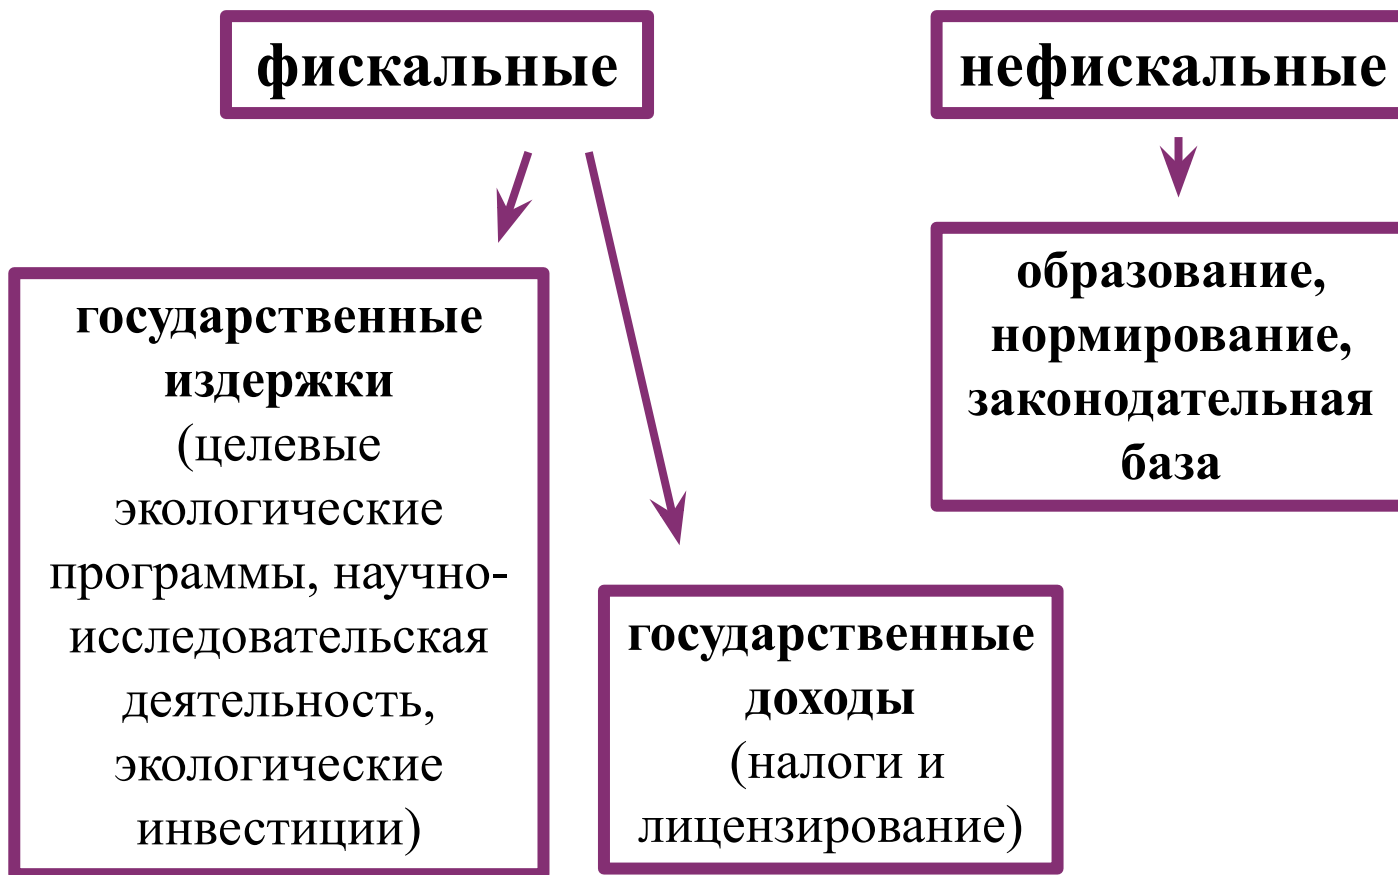 фискальные
нефискальные
государственные
издержки
(целевые
экологические
программы, научно-
исследовательская
деятельность,
экологические
инвестиции)
государственные
доходы
(налоги и
лицензирование)
образование,
нормирование,
законодательная
база